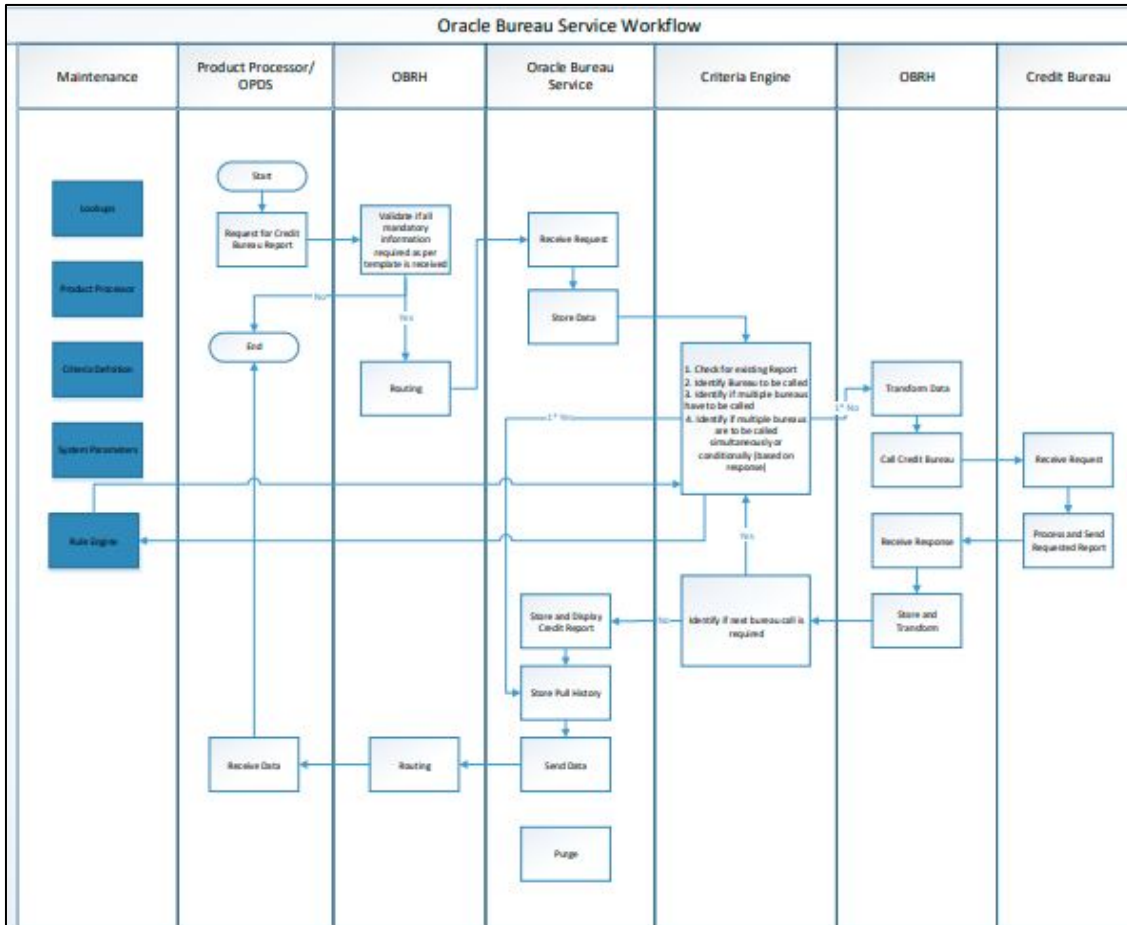 Oracle Bureau Service Workflow
Maintenance
Product Processor/
OPDS
OBRH
Oracle Bureau
Service
Criteria Engine
OBRH
Credit Bureau
Lookups
Product Processor
Criteria Definition
System Parameters
Rule Engine
Start
Request for Credit
Bureau Report
End
Receive Data
Validate if all
mandatory
information
required as per
template is received
No
Yes
Routing
Routing
Receive Request
Store Data
1* Yes
Store and Display
Credit Report
Store Pull History
Send Data
Purge
1. Check for existing Report
2. Identify Bureau to be called
3. Identify if multiple bureaus
have to be called
4. Identify if multiple bureaus
are to be called
simultaneously or
conditionally (based on
response)
Yes
Identify if next bureau call is
required
No
1* No
Transform Data
Call Credit Bureau
Receive Response
Store and
Transform
Receive Request
Process and Send
Requested Report